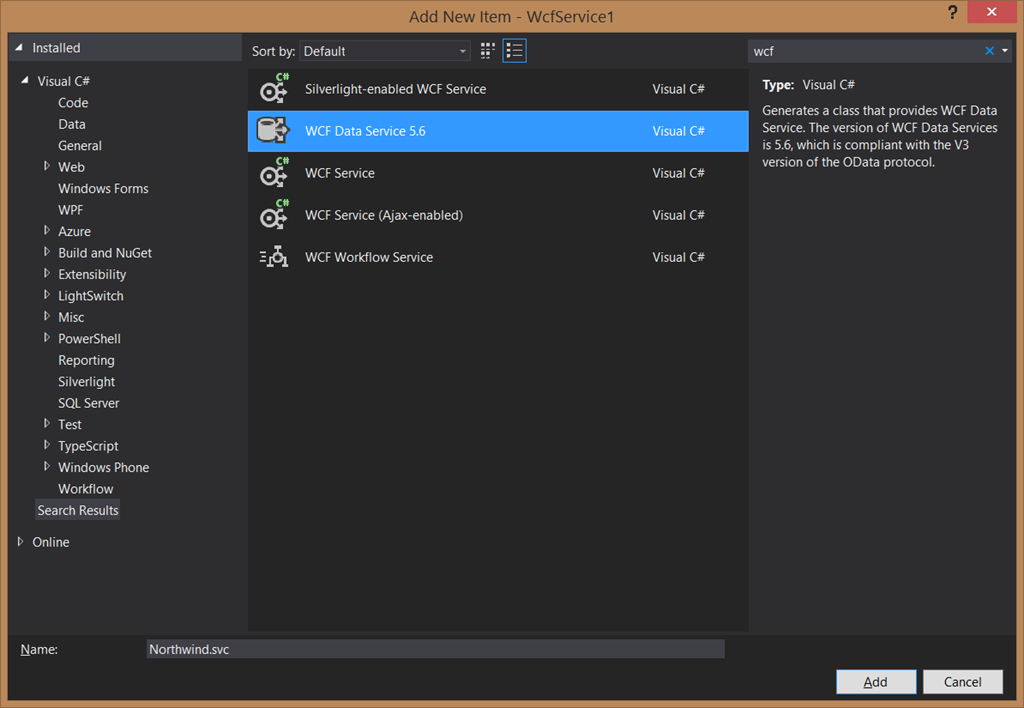 Add New Item - WcfService1
?
Installed
Sort by: Default
wcf
Visual C#
Code
Data
General
Web
Windows Forms
WPF
Azure
Build and NuGet
Extensibility
LightSwitch
Misc
PowerShell
Reporting
Silverlight
SQL Server
Test
TypeScript
Windows Phone
Workflow
Search Results
Online
C# Silverlight-enabled WCF Service Visual C#
WCF Data Service 5.6 Visual C#
C# WCF Service Visual C#
C# WCF Service (Ajax-enabled) Visual C#
WCF Workflow Service Visual C#
Type: Visual C#
Generates a class that provides WCF Data
Service. The version of WCF Data Services
is 5.6, which is compliant with the V3
version of the OData protocol.
Name: Northwind.svc
Add Cancel